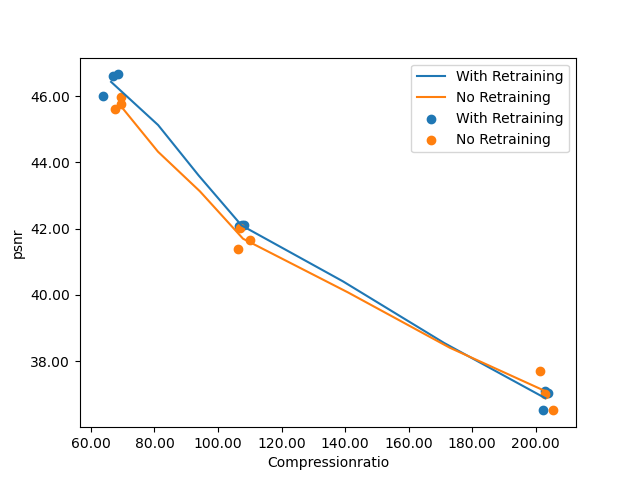 With Retraining
No Retraining
With Retraining
No Retraining
46.00
44.00
42.00
40.00
38.00
psnr
60.00 80.00 100.00 120.00 140.00 160.00 180.00 200.00
Compressionratio